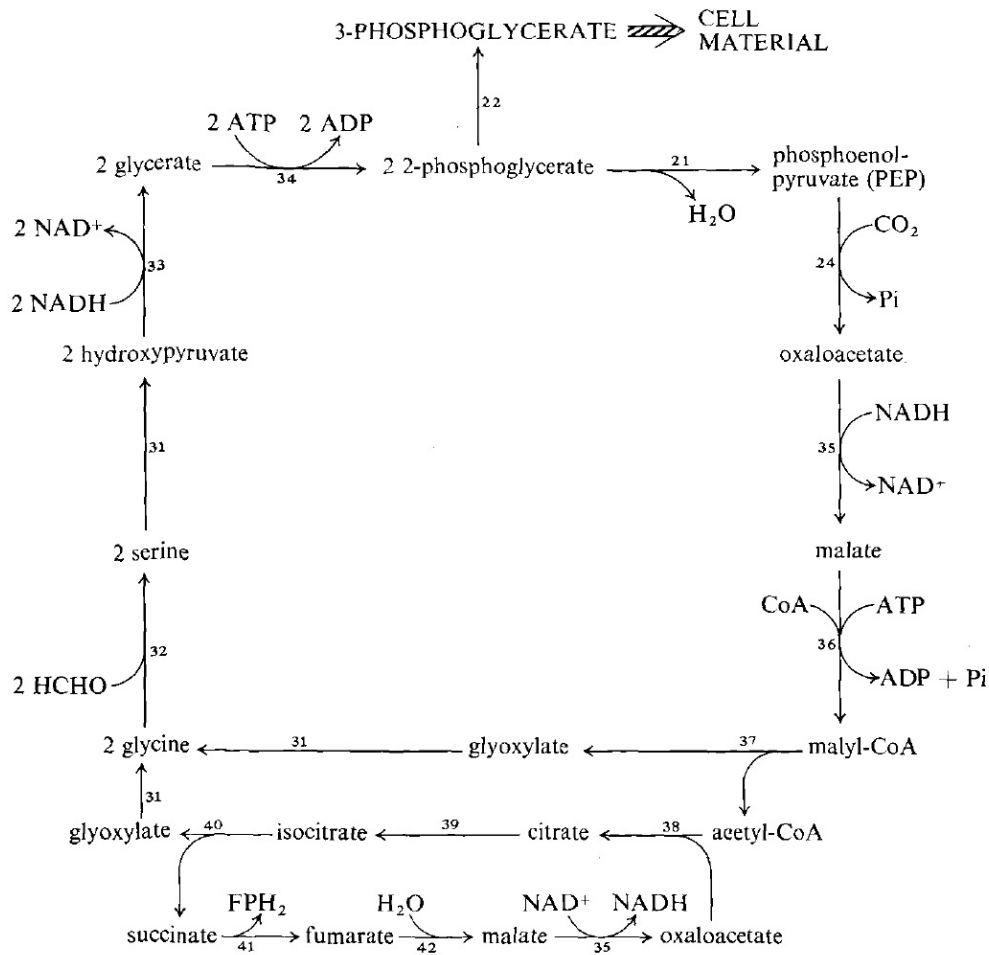 3-PHOSPHOGLYCERATE
CELL
MATERIAL
22
2 ATP 2 ADP
2 glycerate
34
2 2-phosphoglycerate
21
H₂O
phosphoenol-
pyruvate (PEP)
2 NAD⁺
33
2 NADH
CO₂
24
Pi
2 hydroxypyruvate
oxaloacetate
31
NADH
35
NAD⁺
2 serine
malate
CoA
ATP
36
ADP + Pi
32
2 HCHO
2 glycine
31
glyoxylate
37
malyl-CoA
31
glyoxylate
40
isocitrate
39
citrate
38
acetyl-CoA
FPH₂
H₂O
NAD⁺ NADH
succinate
41
fumarate
42
malate
35
oxaloacetate